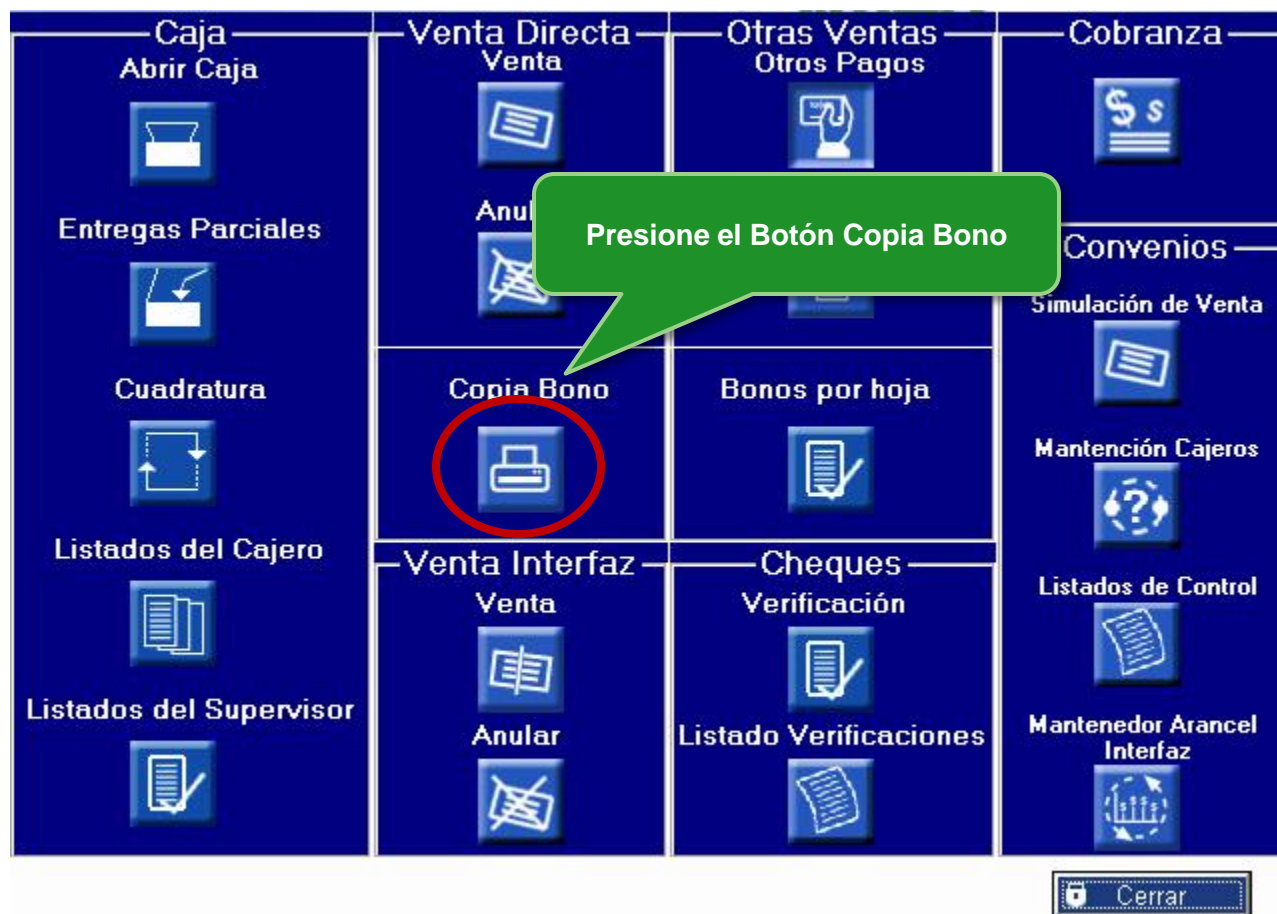 Caja
Abrir Caja
Entregas Parciales
Cuadratura
Listados del Cajero
Listados del Supervisor
Venta Directa
Venta
Anul
Copia Bono
Venta Interfaz
Venta
Anular
Otras Ventas
Otros Pagos
Presione el Botón Copia Bono
Bonos por hoja
Cheques
Verificación
Listado Verificaciones
Cobranza
$ s
Convenios
Simulación de Venta
Mantención Cajeros
?
Listados de Control
Mantenedor Arancel
Interfaz
Cerrar